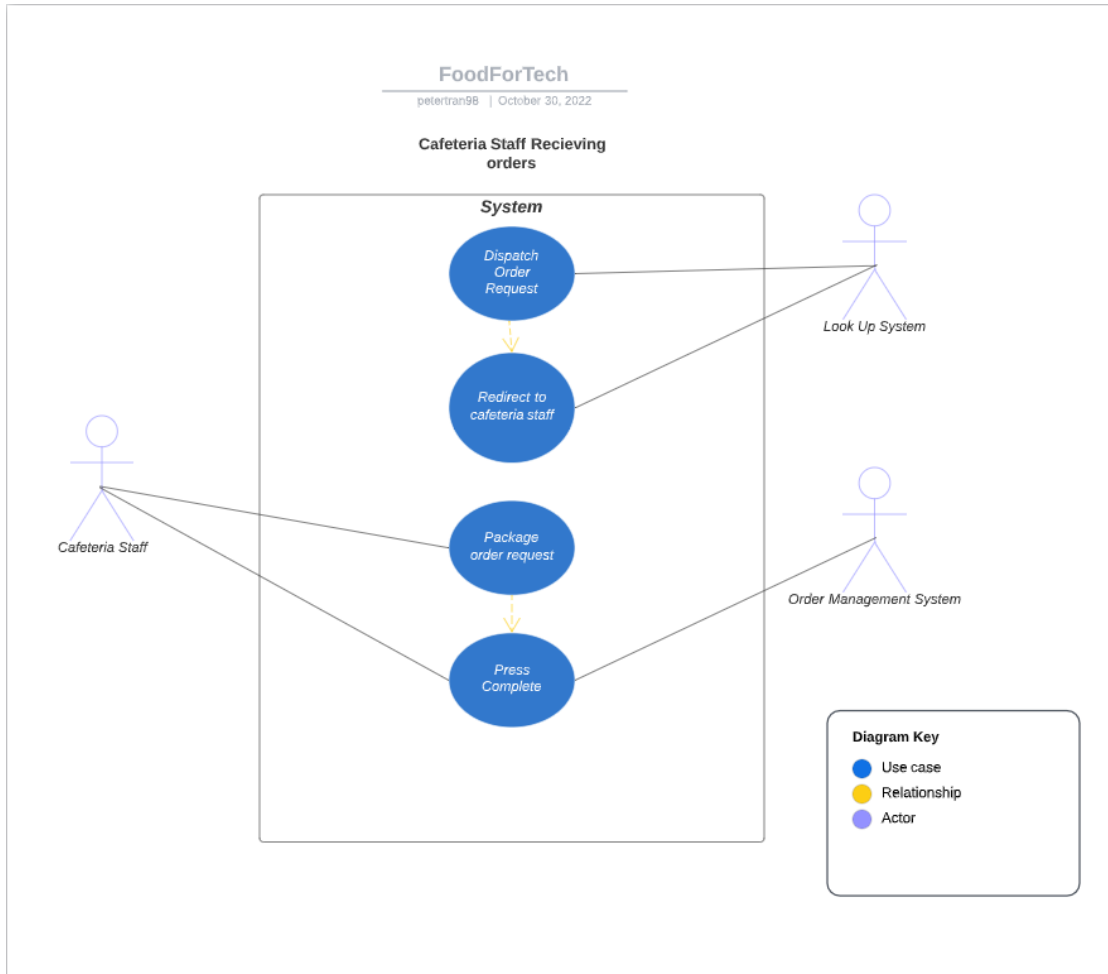 FoodForTech
petertran98 | October 30, 2022
Cafeteria Staff Recieving
orders
System
Dispatch
Order
Request
Look Up System
Redirect to
cafeteria staff
Cafeteria Staff
Package
order request
Order Management System
Press
Complete
Diagram Key
Use case
Relationship
Actor